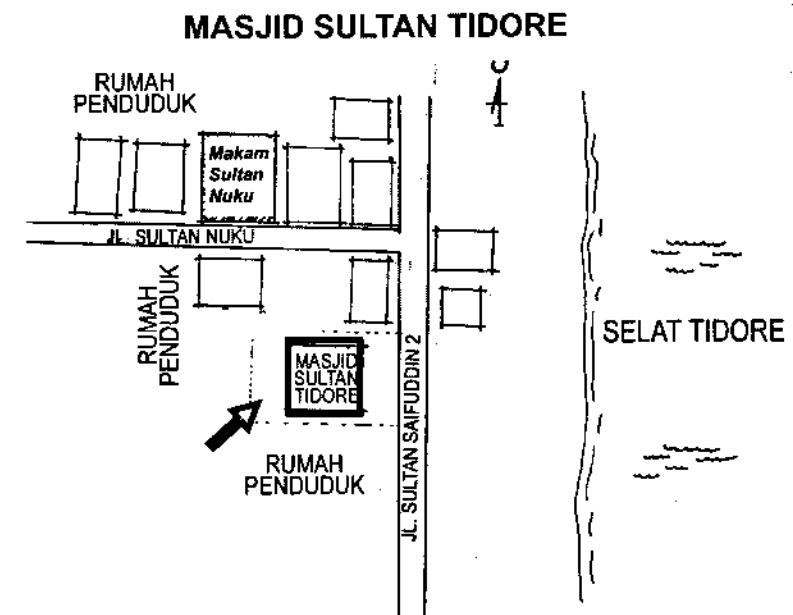 MASJID SULTAN TIDORE
U
RUMAH
PENDUDUK
Makam
Sultan
Nuku
JL. SULTAN NUKU
RUMAH
PENDUDUK
SELAT TIDORE
MASJID
SULTAN
TIDORE
JL. SULTAN SAIFUDDIN 2
RUMAH
PENDUDUK